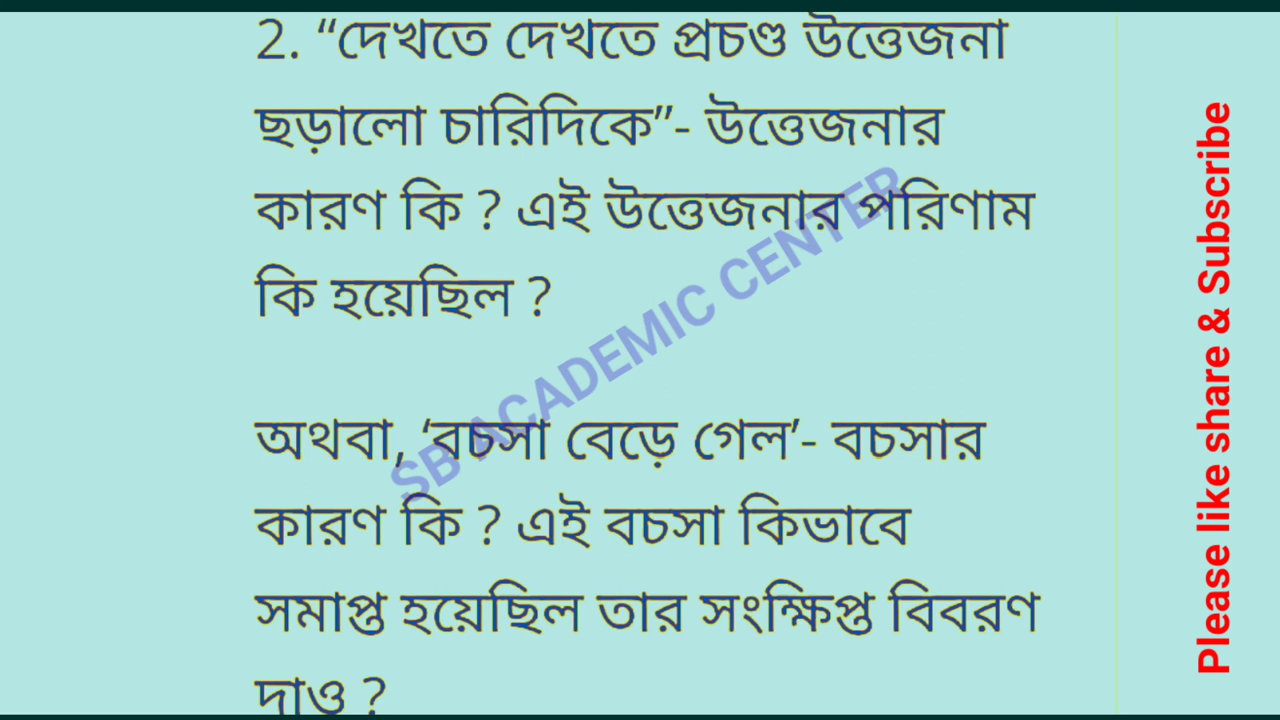 2. “দেখতে দেখতে প্রচণ্ড উত্তেজনা
ছড়ালো চারিদিকে”- উত্তেজনার
কারণ কি ? এই উত্তেজনার পরিণাম
কি হয়েছিল ?
অথবা, ‘বচসা বেড়ে গেল’- বচসার
কারণ কি ? এই বচসা কিভাবে
সমাপ্ত হয়েছিল তার সংক্ষিপ্ত বিবরণ
দাও ?
SB ACADEMIC CENTER
Please like share & Subscribe